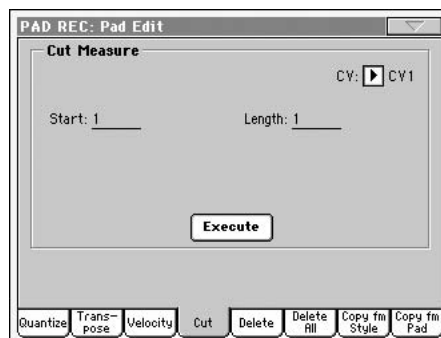 PAD REC: Pad Edit
Cut Measure
CV: CV1
Start: 1 Length: 1
Execute
Quantize Trans-pose Velocity Cut Delete Delete All Copy fm Style Copy fm Pad